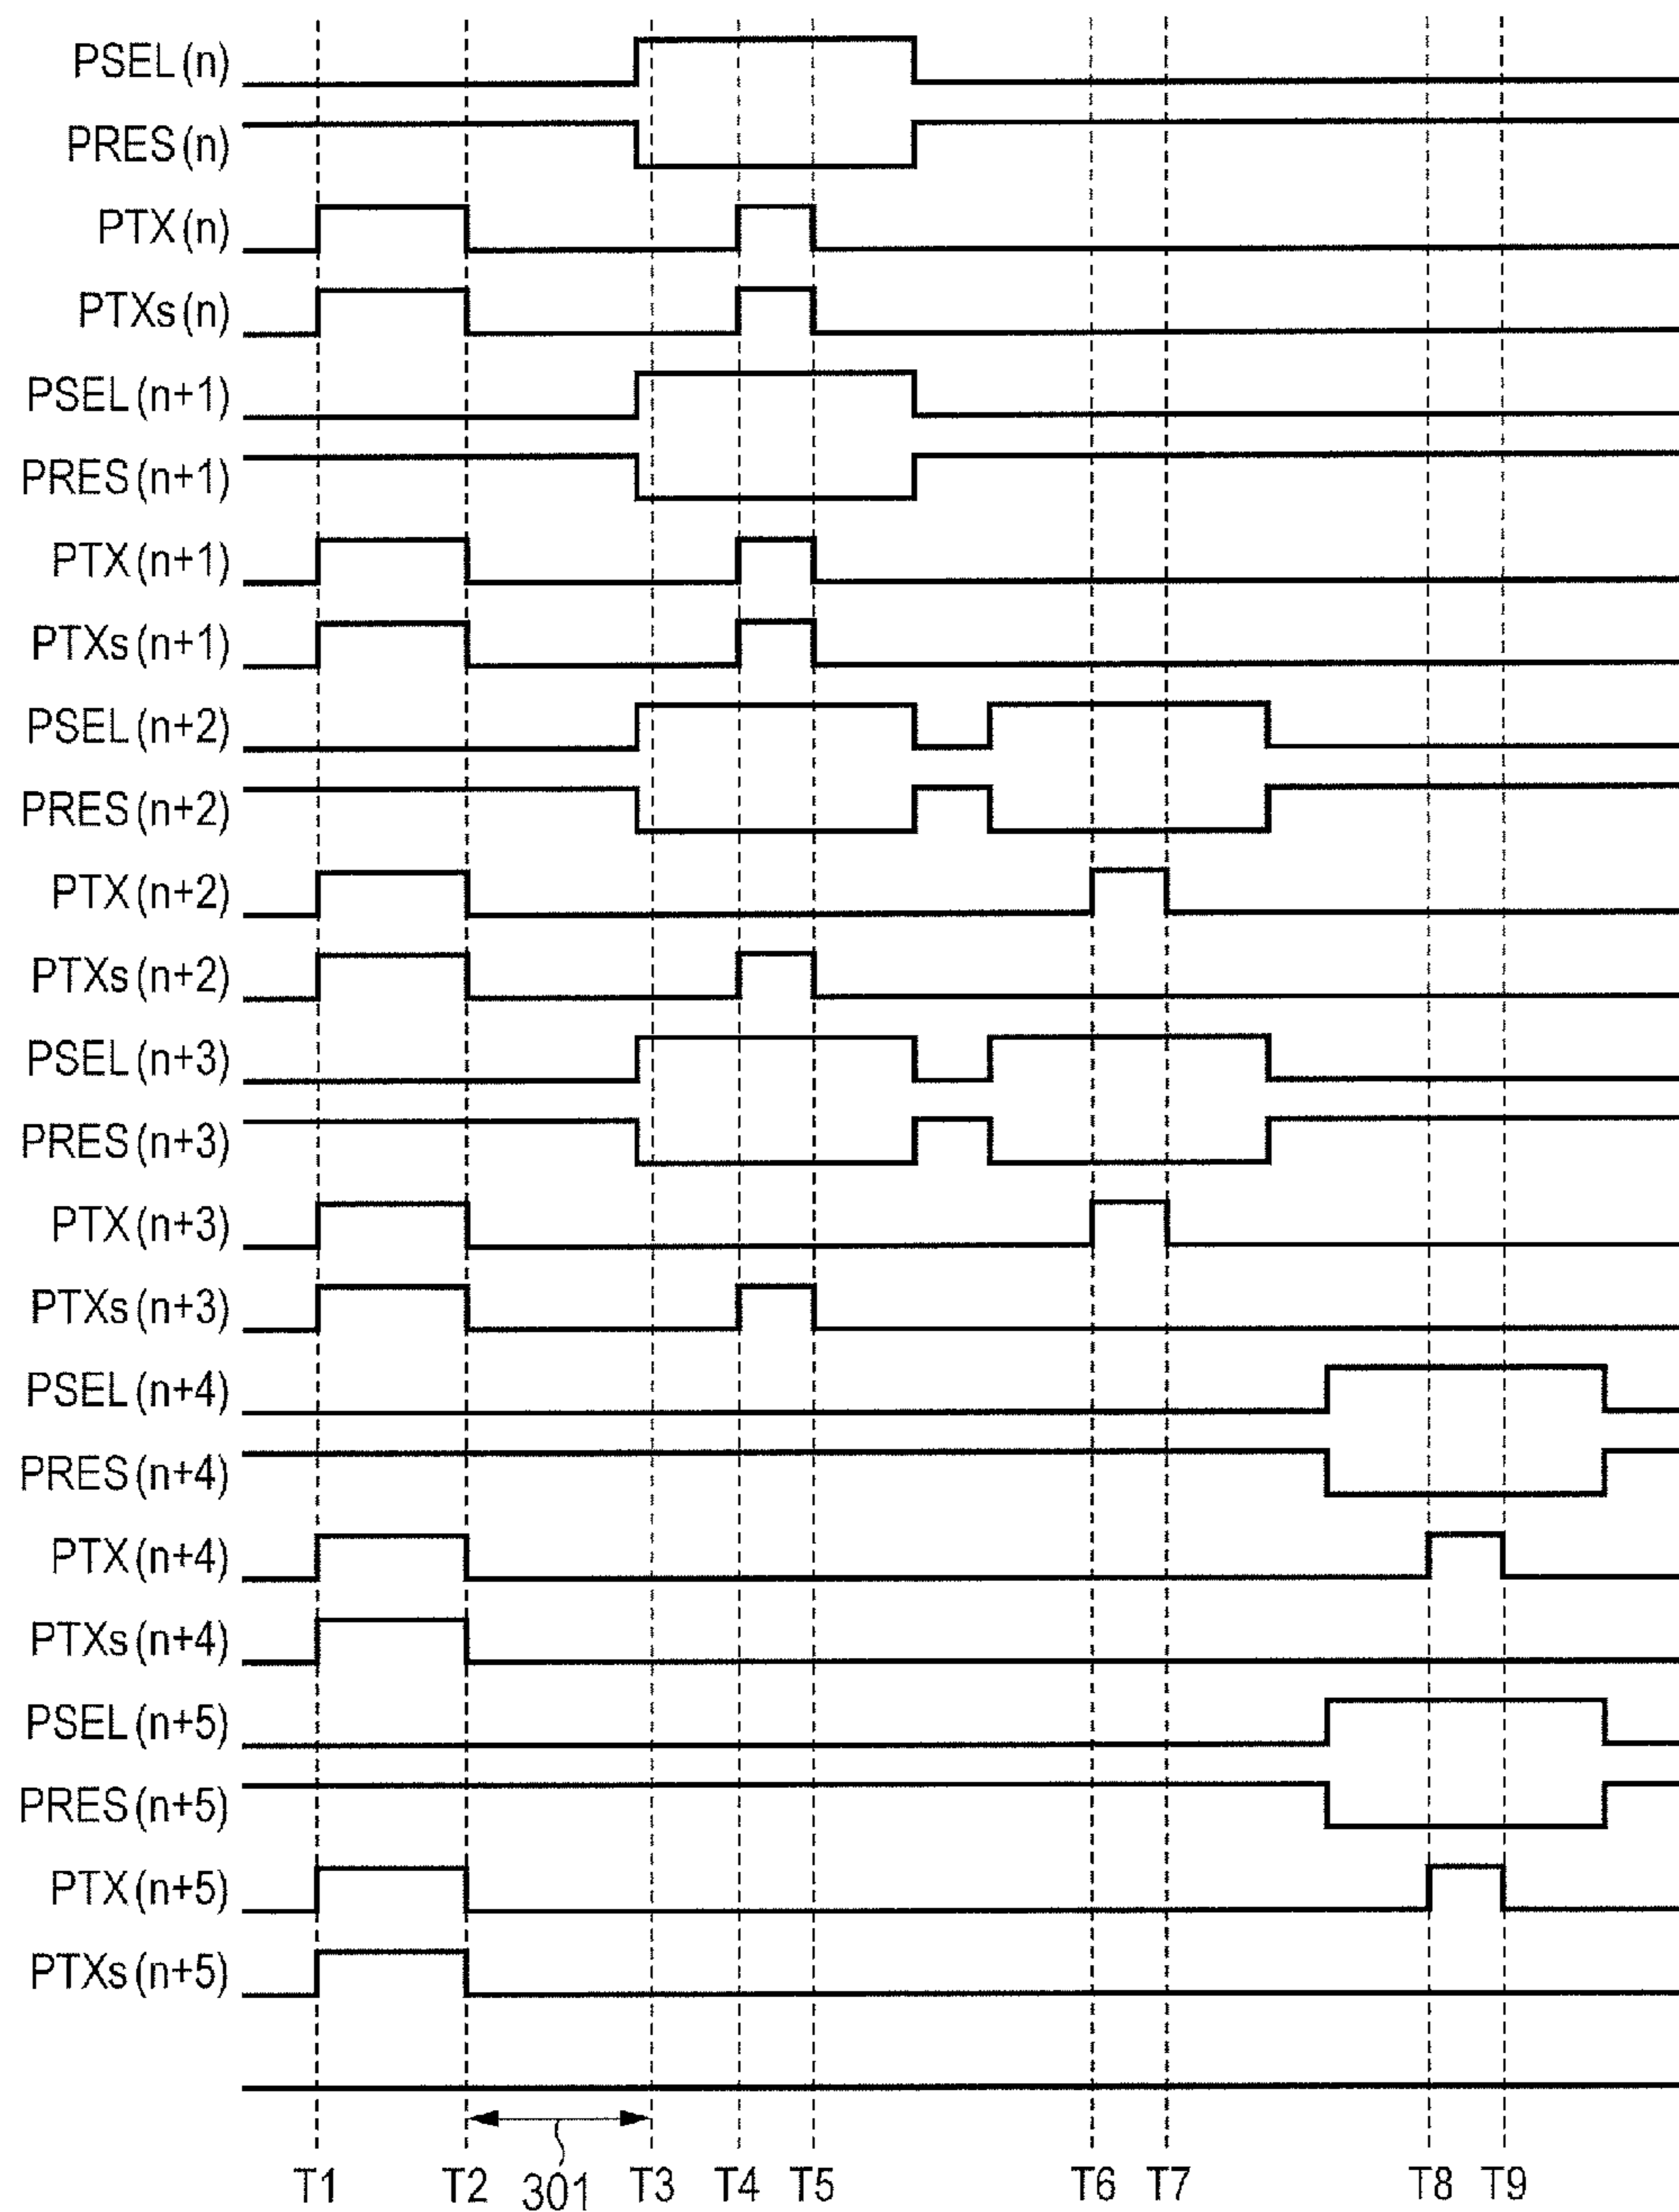 PSEL(n)
PRES(n)
PTX(n)
PTXs(n)
PSEL(n+1)
PRES(n+1)
PTX(n+1)
PTXs(n+1)
PSEL(n+2)
PRES(n+2)
PTX(n+2)
PTXs(n+2)
PSEL(n+3)
PRES(n+3)
PTX(n+3)
PTXs(n+3)
PSEL(n+4)
PRES(n+4)
PTX(n+4)
PTXs(n+4)
PSEL(n+5)
PRES(n+5)
PTX(n+5)
PTXs(n+5)
T1 T2 301 T3 T4 T5 T6 T7 T8 T9